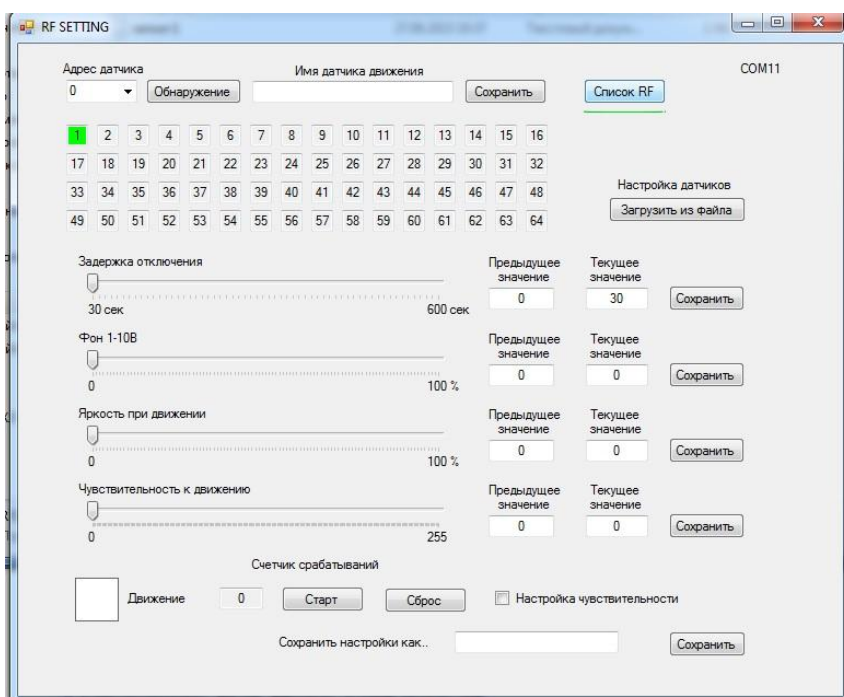 RF SETTING
Адрес датчика Имя датчика движения COM11
0 Обнаружение Сохранить Список RF
1 2 3 4 5 6 7 8 9 10 11 12 13 14 15 16
17 18 19 20 21 22 23 24 25 26 27 28 29 30 31 32
33 34 35 36 37 38 39 40 41 42 43 44 45 46 47 48
49 50 51 52 53 54 55 56 57 58 59 60 61 62 63 64
Настройка датчиков
Загрузить из файла
Задержка отключения
Предыдущее значение
Текущее значение
30 сек 600 сек 0 30 Сохранить
Фон 1-10В
Предыдущее значение
Текущее значение
0 100 % 0 0 Сохранить
Яркость при движении
Предыдущее значение
Текущее значение
0 100 % 0 0 Сохранить
Чувствительность к движению
Предыдущее значение
Текущее значение
0 255 0 0 Сохранить
Счетчик срабатываний
Движение 0 Старт Сброс Настройка чувствительности
Сохранить настройки как.. Сохранить